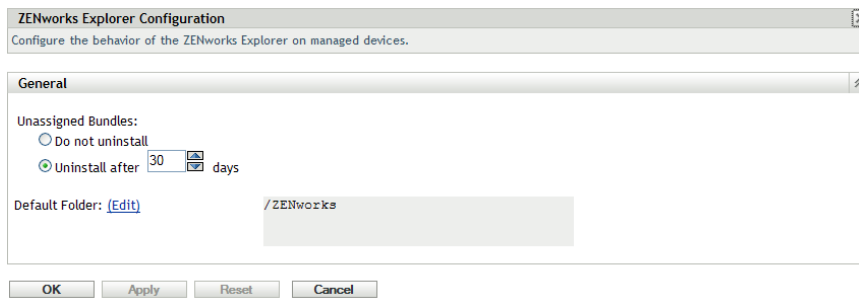 ZENworks Explorer Configuration
Configure the behavior of the ZENworks Explorer on managed devices.
General
Unassigned Bundles:
Do not uninstall
Uninstall after 30 days
Default Folder: (Edit) /ZENworks
OK Apply Reset Cancel